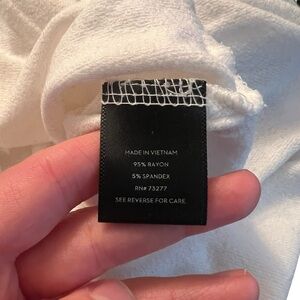 MADE IN VIETNAM
95% RAYON
5% SPANDEX
RN# 73277
SEE REVERSE FOR CARE